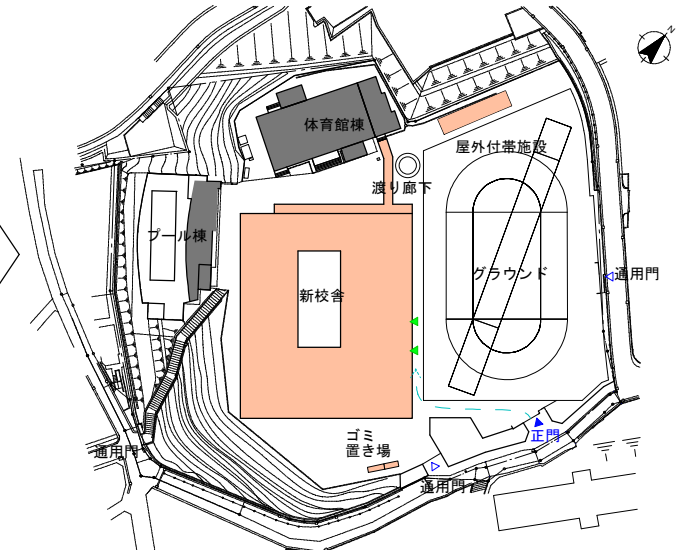 N
体育館棟
屋外付帯施設
渡り廊下
プール棟
グラウンド
通用門
新校舎
正門
ゴミ
置き場
通用門
通用門